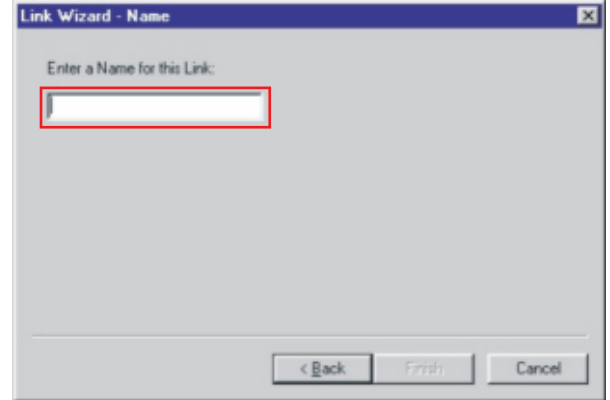 Link Wizard - Name
Enter a Name for this Link:
< Back
Finish
Cancel